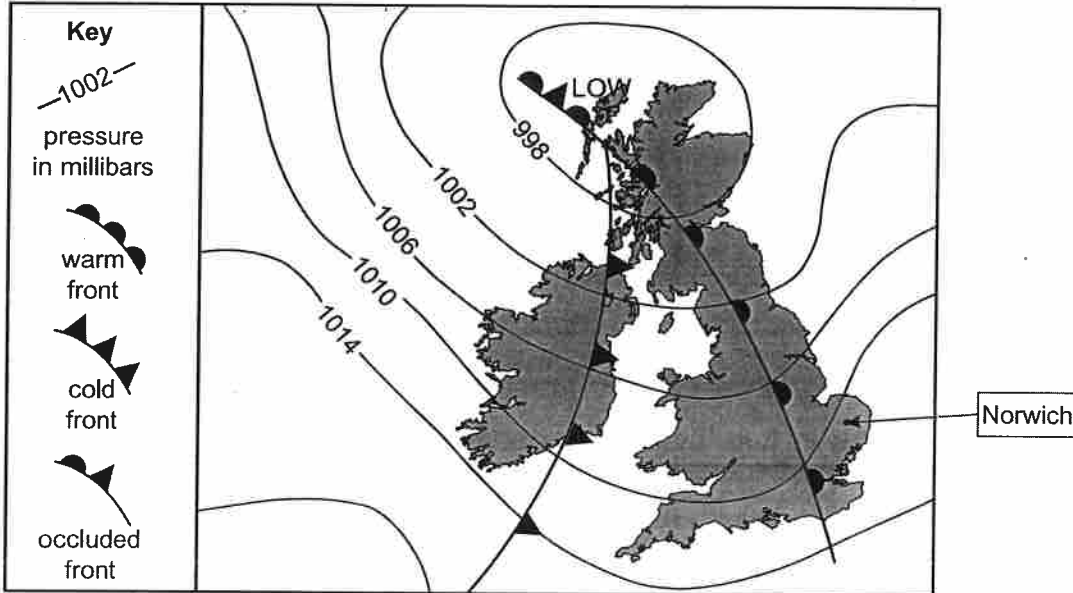 Key
1002
pressure
in millibars
warm
front
cold
front
occluded
front
LOW
998
1002
1006
1010
1014
Norwich